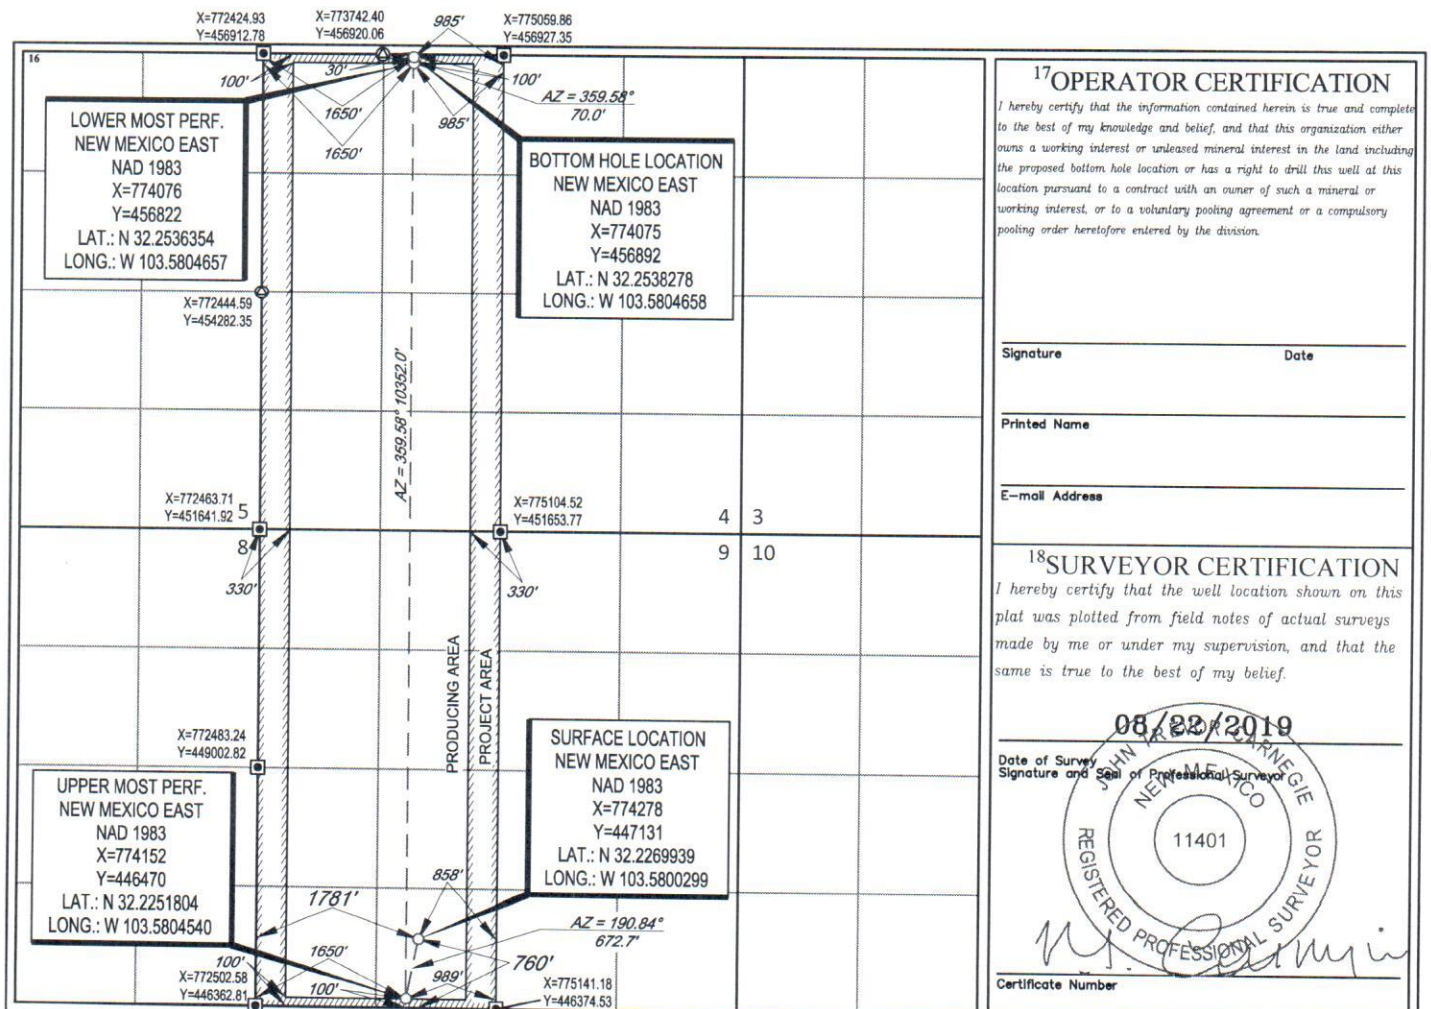 X=772424.93
Y=456912.78
X=773742.40
Y=456920.06
985'
X=775059.86
Y=456927.35
16
100'
30'
1650'
1650'
985'
100'
AZ = 359.58°
70.0'
LOWER MOST PERF.
NEW MEXICO EAST
NAD 1983
X=774076
Y=456822
LAT.: N 32.2536354
LONG.: W 103.5804657
BOTTOM HOLE LOCATION
NEW MEXICO EAST
NAD 1983
X=774075
Y=456892
LAT.: N 32.2538278
LONG.: W 103.5804658
X=772444.59
Y=454282.35
AZ = 359.58° 10352.0'
X=772463.71
Y=451641.92
5
8
X=775104.52
Y=451653.77
4
3
9
10
330'
330'
PRODUCING AREA
PROJECT AREA
X=772483.24
Y=449002.82
UPPER MOST PERF.
NEW MEXICO EAST
NAD 1983
X=774152
Y=446470
LAT.: N 32.2251804
LONG.: W 103.5804540
SURFACE LOCATION
NEW MEXICO EAST
NAD 1983
X=774278
Y=447131
LAT.: N 32.2269939
LONG.: W 103.5800299
858'
1781'
AZ = 190.84°
672.7'
1650'
760'
100'
100'
989'
X=772502.58
Y=446362.81
X=775141.18
Y=446374.53
17 OPERATOR CERTIFICATION
I hereby certify that the information contained herein is true and complete
to the best of my knowledge and belief, and that this organization either
owns a working interest or unleased mineral interest in the land including
the proposed bottom hole location or has a right to drill this well at this
location pursuant to a contract with an owner of such a mineral or
working interest, or to a voluntary pooling agreement or a compulsory
pooling order heretofore entered by the division.
Signature Date
Printed Name
E-mail Address
18 SURVEYOR CERTIFICATION
I hereby certify that the well location shown on this
plat was plotted from field notes of actual surveys
made by me or under my supervision, and that the
same is true to the best of my belief.
08/22/2019
Date of Survey
Signature and Seal of Professional Surveyor
JOHN TREVOR CARNEGIE
NEW MEXICO
11401
REGISTERED PROFESSIONAL SURVEYOR
Certificate Number